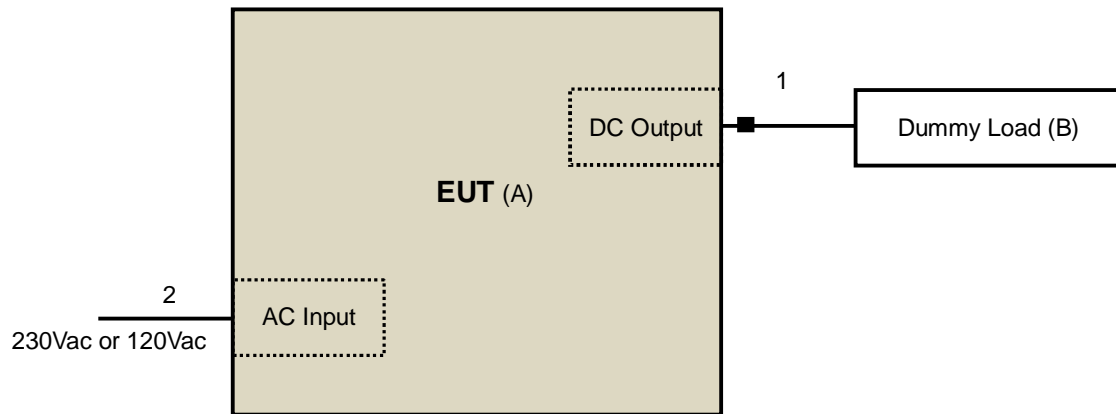 1
DC Output
Dummy Load (B)
EUT (A)
2
AC Input
230Vac or 120Vac